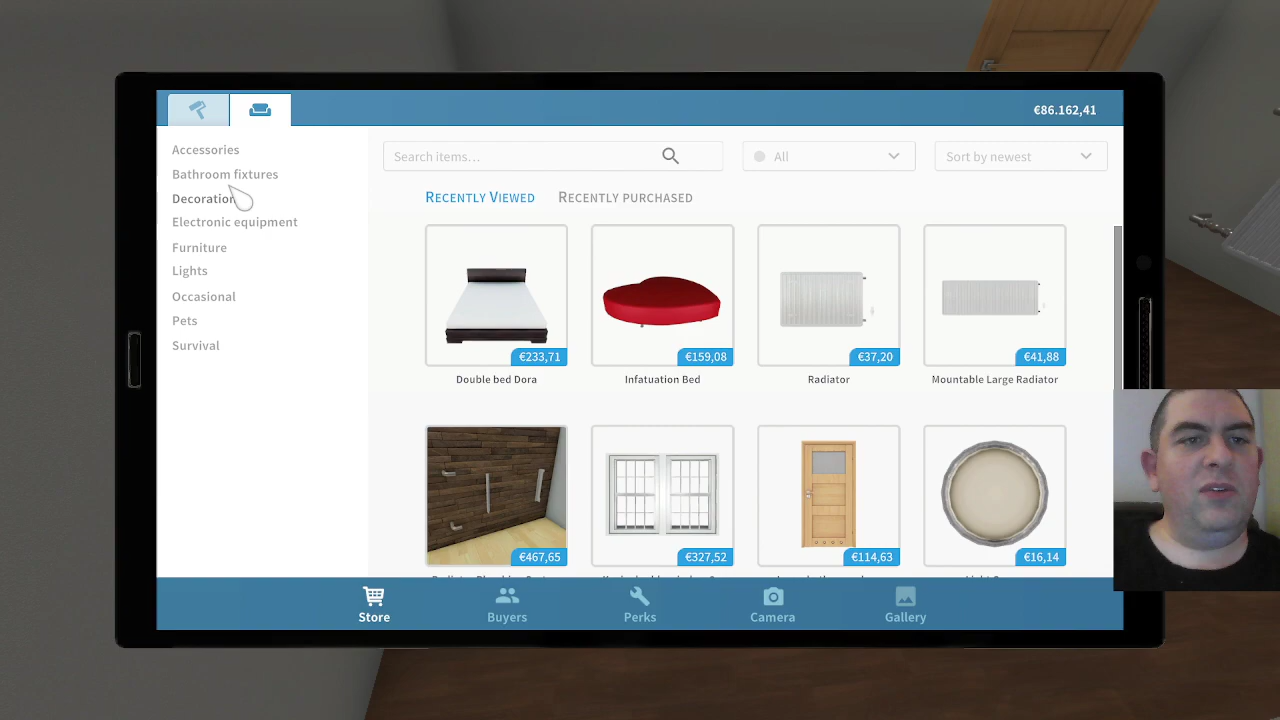 €86.162,41
Accessories
Bathroom fixtures
Decoration
Electronic equipment
Furniture
Lights
Occasional
Pets
Survival
Search items...
All
Sort by newest
RECENTLY VIEWED
RECENTLY PURCHASED
€233,71
€159,08
€37,20
€41,88
Double bed Dora
Infatuation Bed
Radiator
Mountable Large Radiator
€467,65
€327,52
€114,63
€16,14
Store
Buyers
Perks
Camera
Gallery